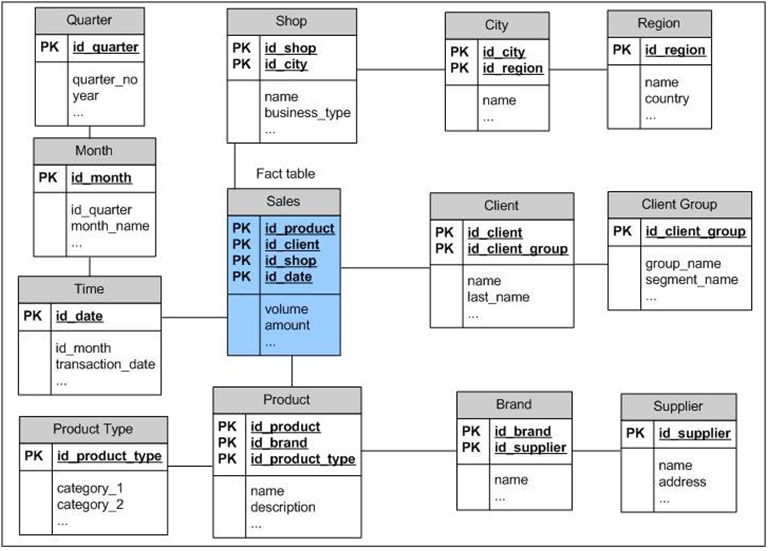 Quarter
PK id_quarter
quarter_no
year
...
Month
PK id_month
id_quarter
month_name
...
Time
PK id_date
id_month
transaction_date
...
Product Type
PK id_product_type
category_1
category_2
...
Shop
PK id_shop
PK id_city
name
business_type
...
Fact table
Sales
PK id_product
PK id_client
PK id_shop
PK id_date
volume
amount
...
Product
PK id_product
PK id_brand
PK id_product_type
name
description
...
City
PK id_city
PK id_region
name
...
Region
PK id_region
name
country
...
Client
PK id_client
PK id_client_group
name
last_name
...
Client Group
PK id_client_group
group_name
segment_name
...
Brand
PK id_brand
PK id_supplier
name
...
Supplier
PK id_supplier
name
address
...